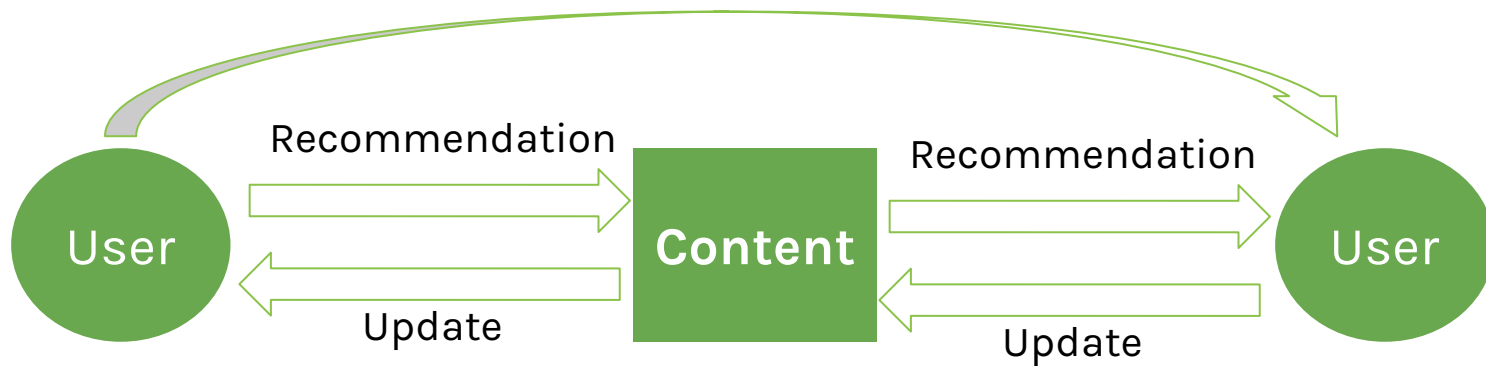 Recommendation
Recommendation
User
Content
User
Update
Update